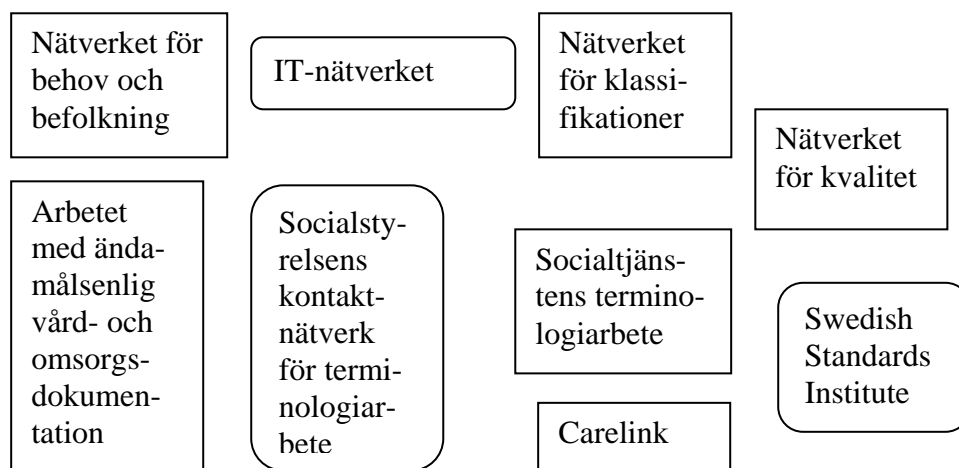 Nätverket för
behov och
befolkning
IT-nätverket
Nätverket
för klassi-
fikationer
Nätverket
för kvalitet
Arbetet
med ända-
målsenlig
vård- och
omsorgs-
dokumen-
tation
Socialsty-
relsens
kontakt-
nätverk
för termi-
nologiar-
bete
Socialtjäns-
tens termino-
logiarbete
Swedish
Standards
Institute
Carelink